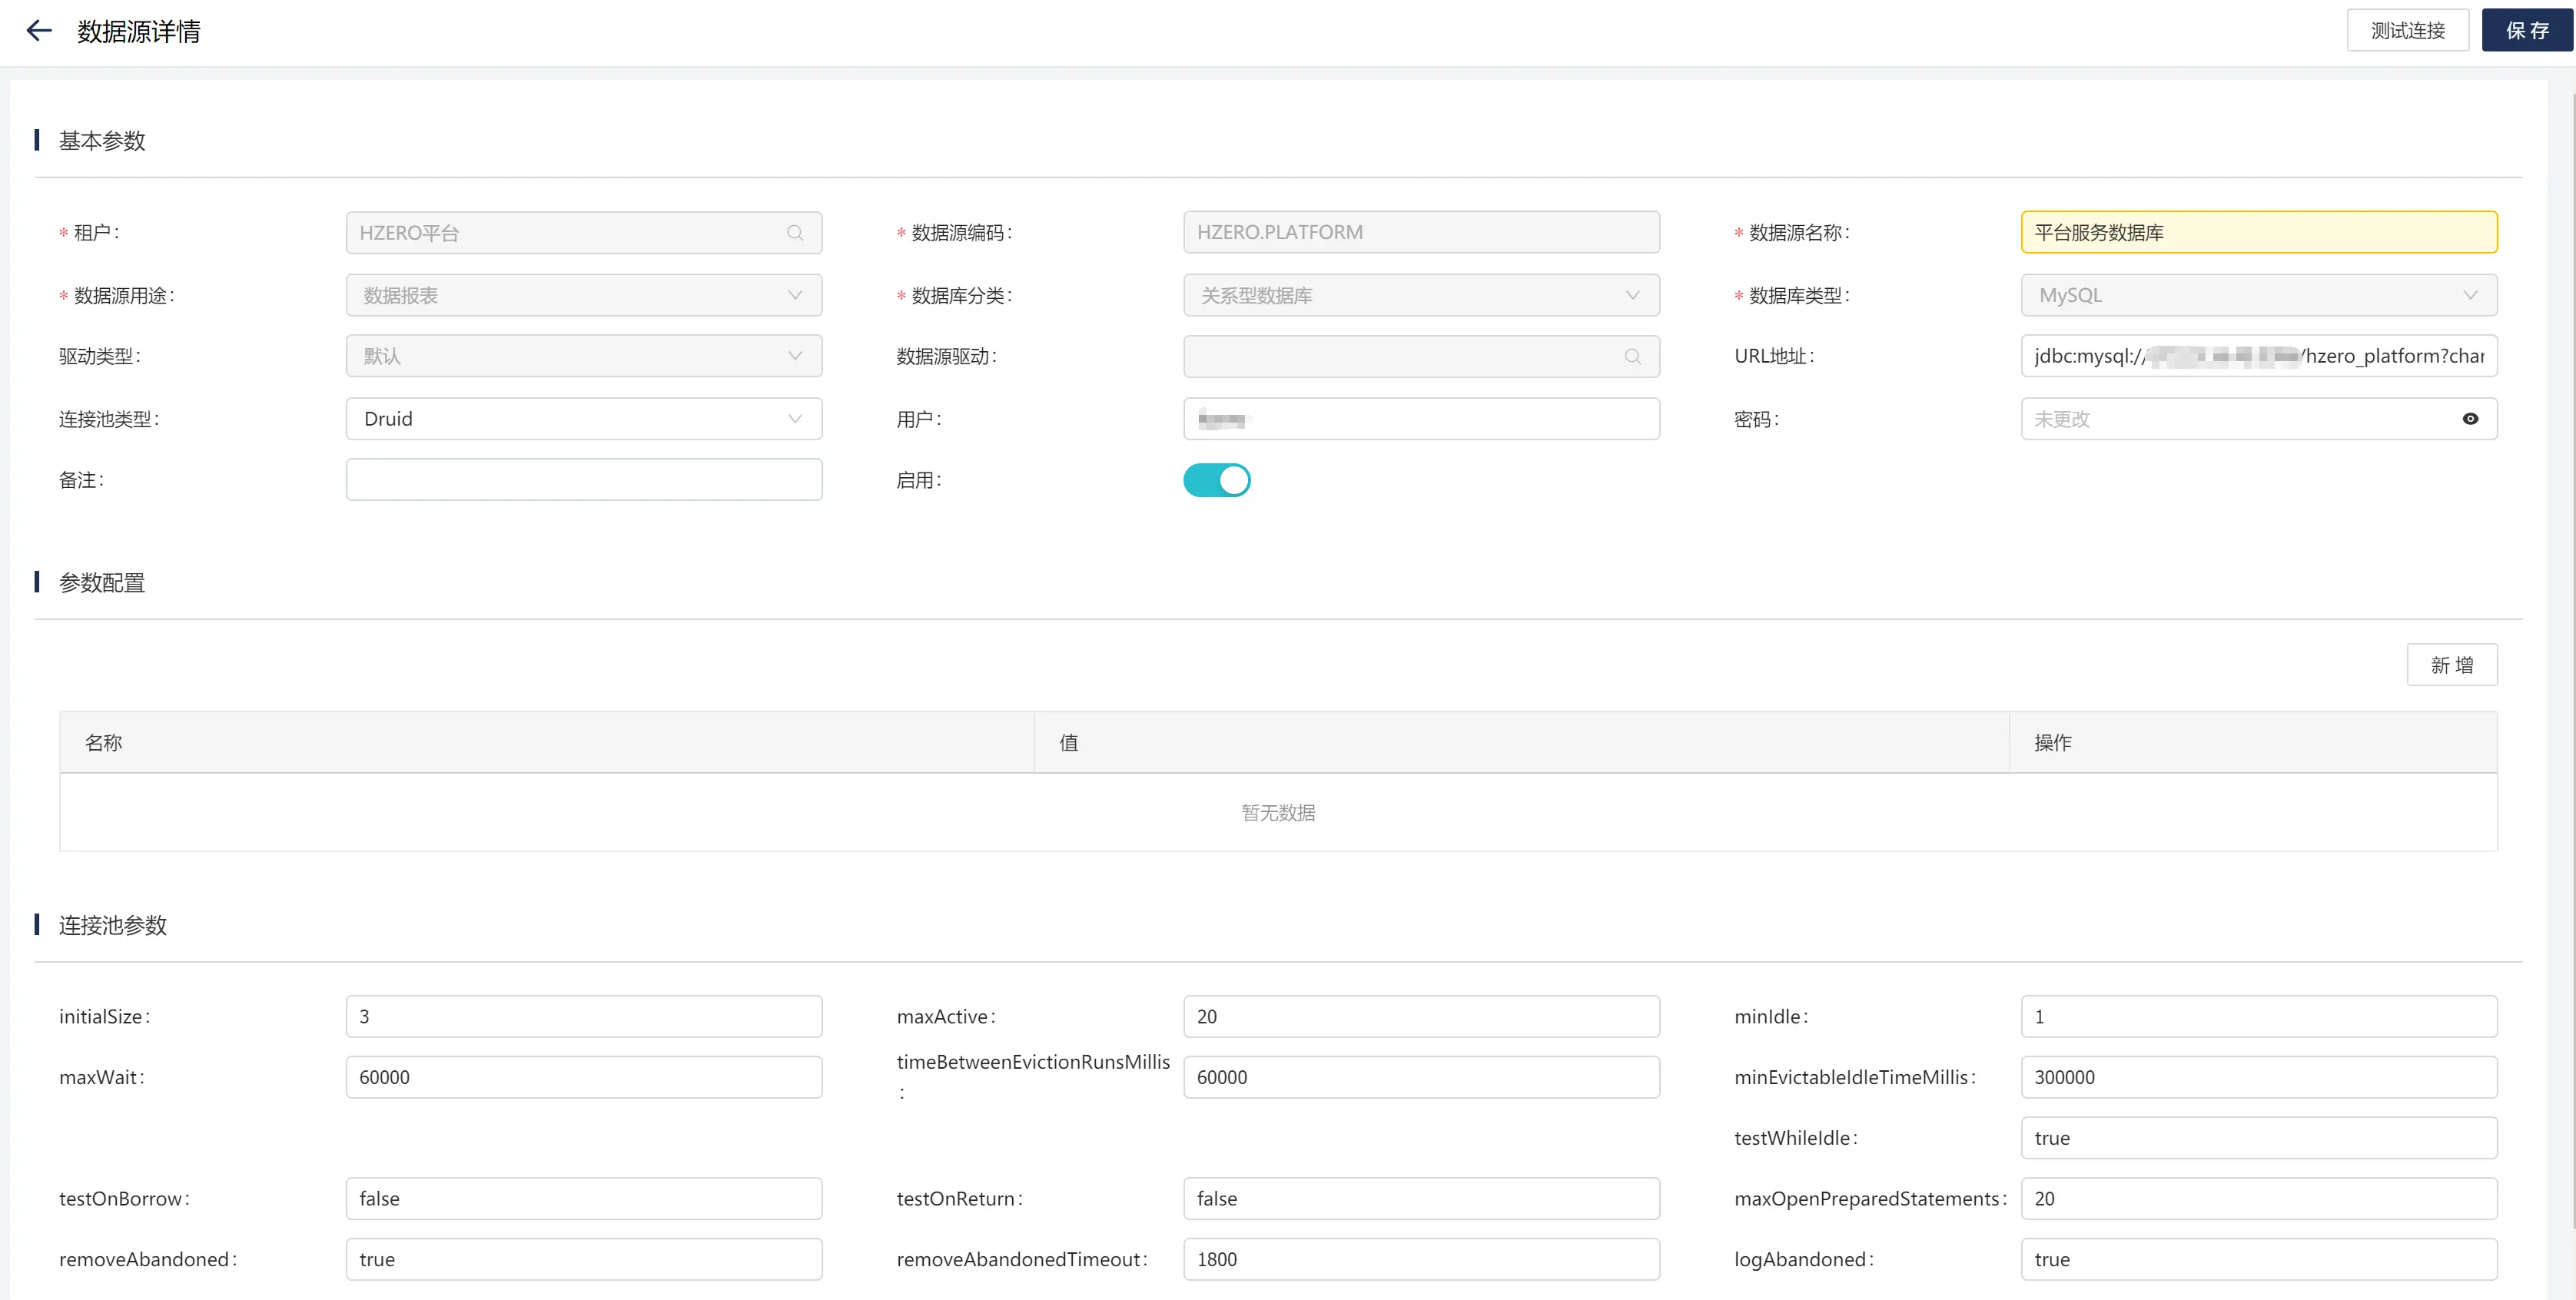 数据源详情
测试连接
保 存
基本参数
* 租户:
HZERO平台
* 数据源编码:
HZERO.PLATFORM
* 数据源名称:
平台服务数据库
* 数据源用途:
数据报表
* 数据库分类:
关系型数据库
* 数据库类型:
MySQL
驱动类型:
默认
数据源驱动:
URL地址:
jdbc:mysql:// /hzero_platform?char
连接池类型:
Druid
用户:
密码:
未更改
备注:
启用:
参数配置
新 增
名称
值
操作
暂无数据
连接池参数
initialSize:
3
maxActive:
20
minIdle:
1
maxWait:
60000
timeBetweenEvictionRunsMillis
:
60000
minEvictableIdleTimeMillis:
300000
testWhileIdle:
true
testOnBorrow:
false
testOnReturn:
false
maxOpenPreparedStatements:
20
removeAbandoned:
true
removeAbandonedTimeout:
1800
logAbandoned:
true